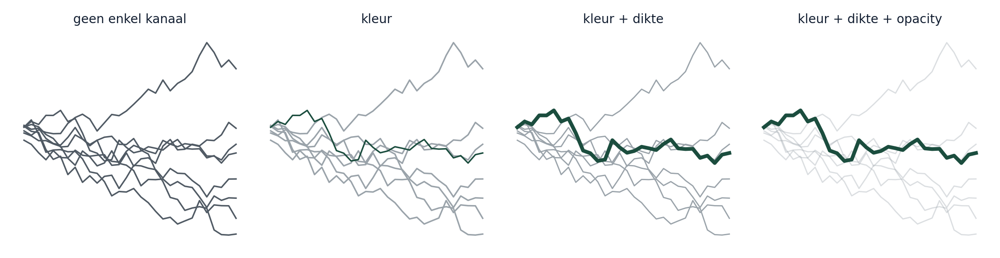 geen enkel kanaal
kleur
kleur + dikte
kleur + dikte + opacity